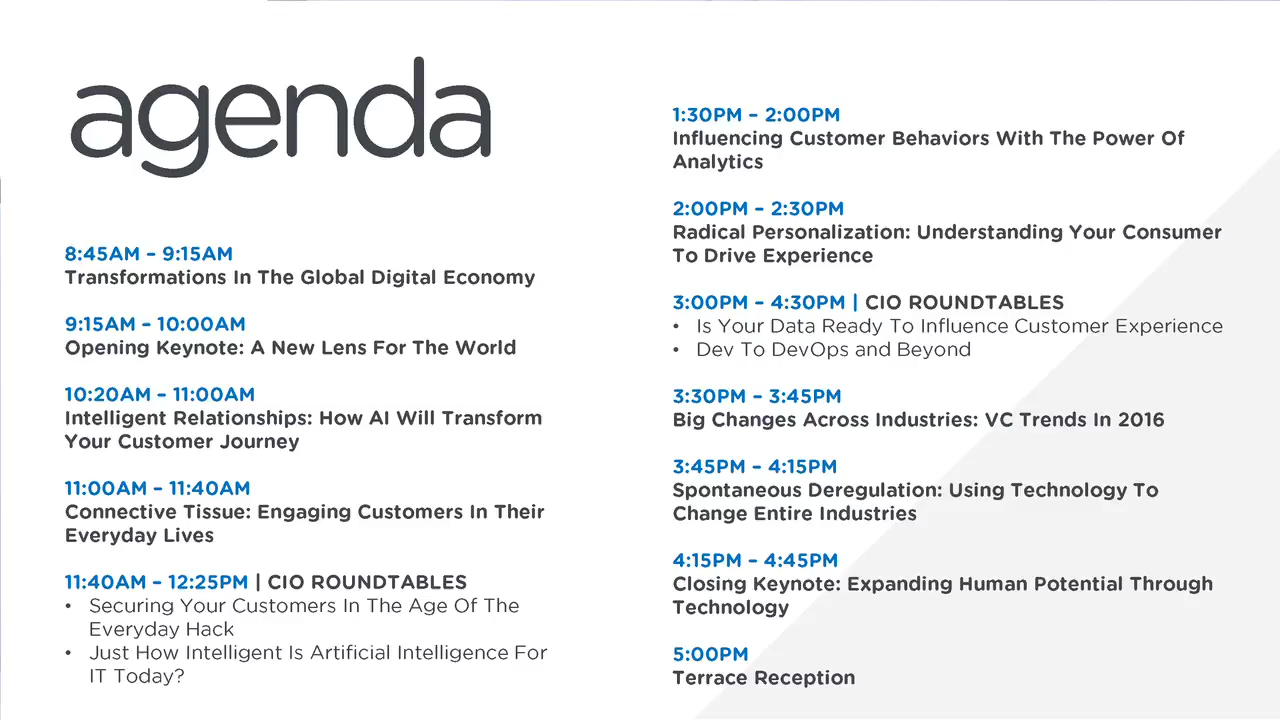 agenda
8:45AM – 9:15AM
Transformations In The Global Digital Economy
9:15AM – 10:00AM
Opening Keynote: A New Lens For The World
10:20AM – 11:00AM
Intelligent Relationships: How AI Will Transform
Your Customer Journey
11:00AM – 11:40AM
Connective Tissue: Engaging Customers In Their
Everyday Lives
11:40AM – 12:25PM | CIO ROUNDTABLES
• Securing Your Customers In The Age Of The
Everyday Hack
• Just How Intelligent Is Artificial Intelligence For
IT Today?
1:30PM – 2:00PM
Influencing Customer Behaviors With The Power Of
Analytics
2:00PM – 2:30PM
Radical Personalization: Understanding Your Consumer
To Drive Experience
3:00PM – 4:30PM | CIO ROUNDTABLES
• Is Your Data Ready To Influence Customer Experience
• Dev To DevOps and Beyond
3:30PM – 3:45PM
Big Changes Across Industries: VC Trends In 2016
3:45PM – 4:15PM
Spontaneous Deregulation: Using Technology To
Change Entire Industries
4:15PM – 4:45PM
Closing Keynote: Expanding Human Potential Through
Technology
5:00PM
Terrace Reception